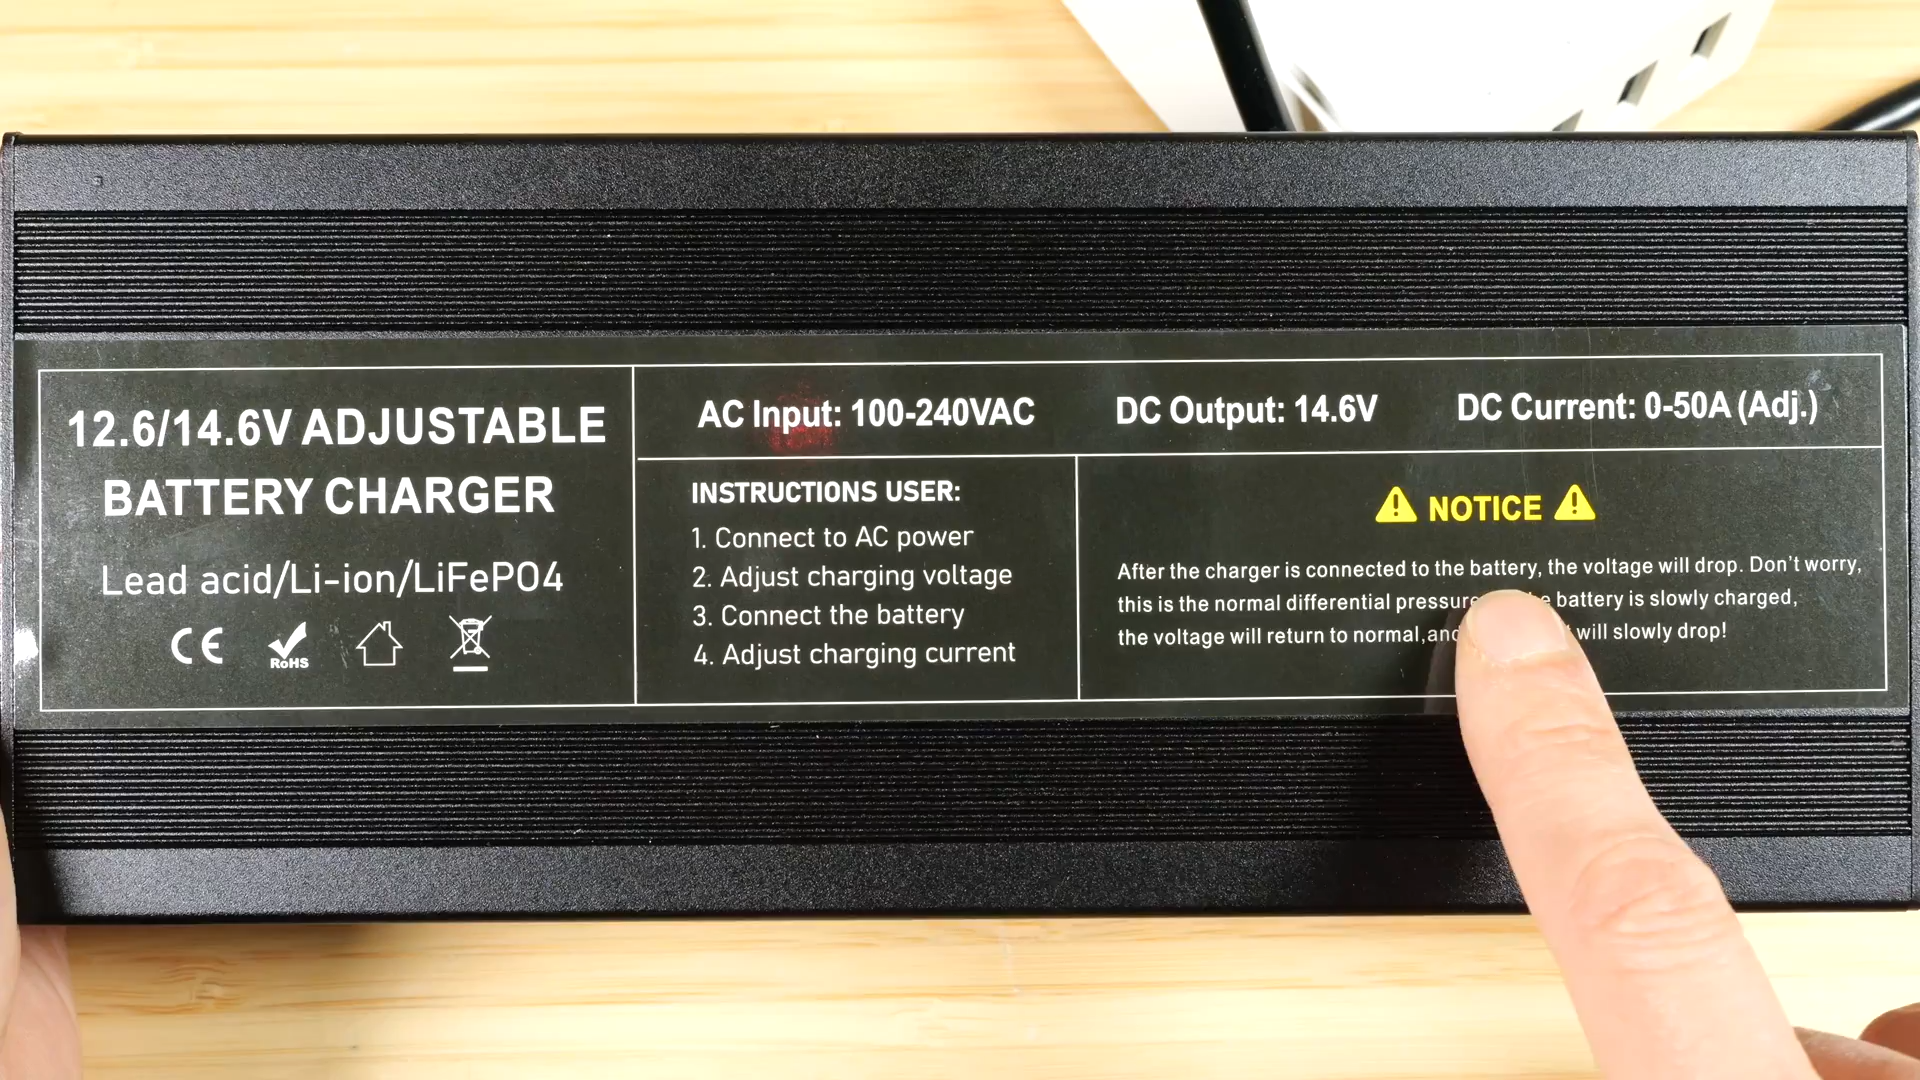 12.6/14.6V ADJUSTABLE
BATTERY CHARGER
Lead acid/Li-ion/LiFePO4
CE
RoHS
AC Input: 100-240VAC
DC Output: 14.6V
DC Current: 0-50A (Adj.)
INSTRUCTIONS USER:
1. Connect to AC power
2. Adjust charging voltage
3. Connect the battery
4. Adjust charging current
NOTICE
After the charger is connected to the battery, the voltage will drop. Don't worry,
this is the normal differential pressure battery is slowly charged,
the voltage will return to normal,and will slowly drop!